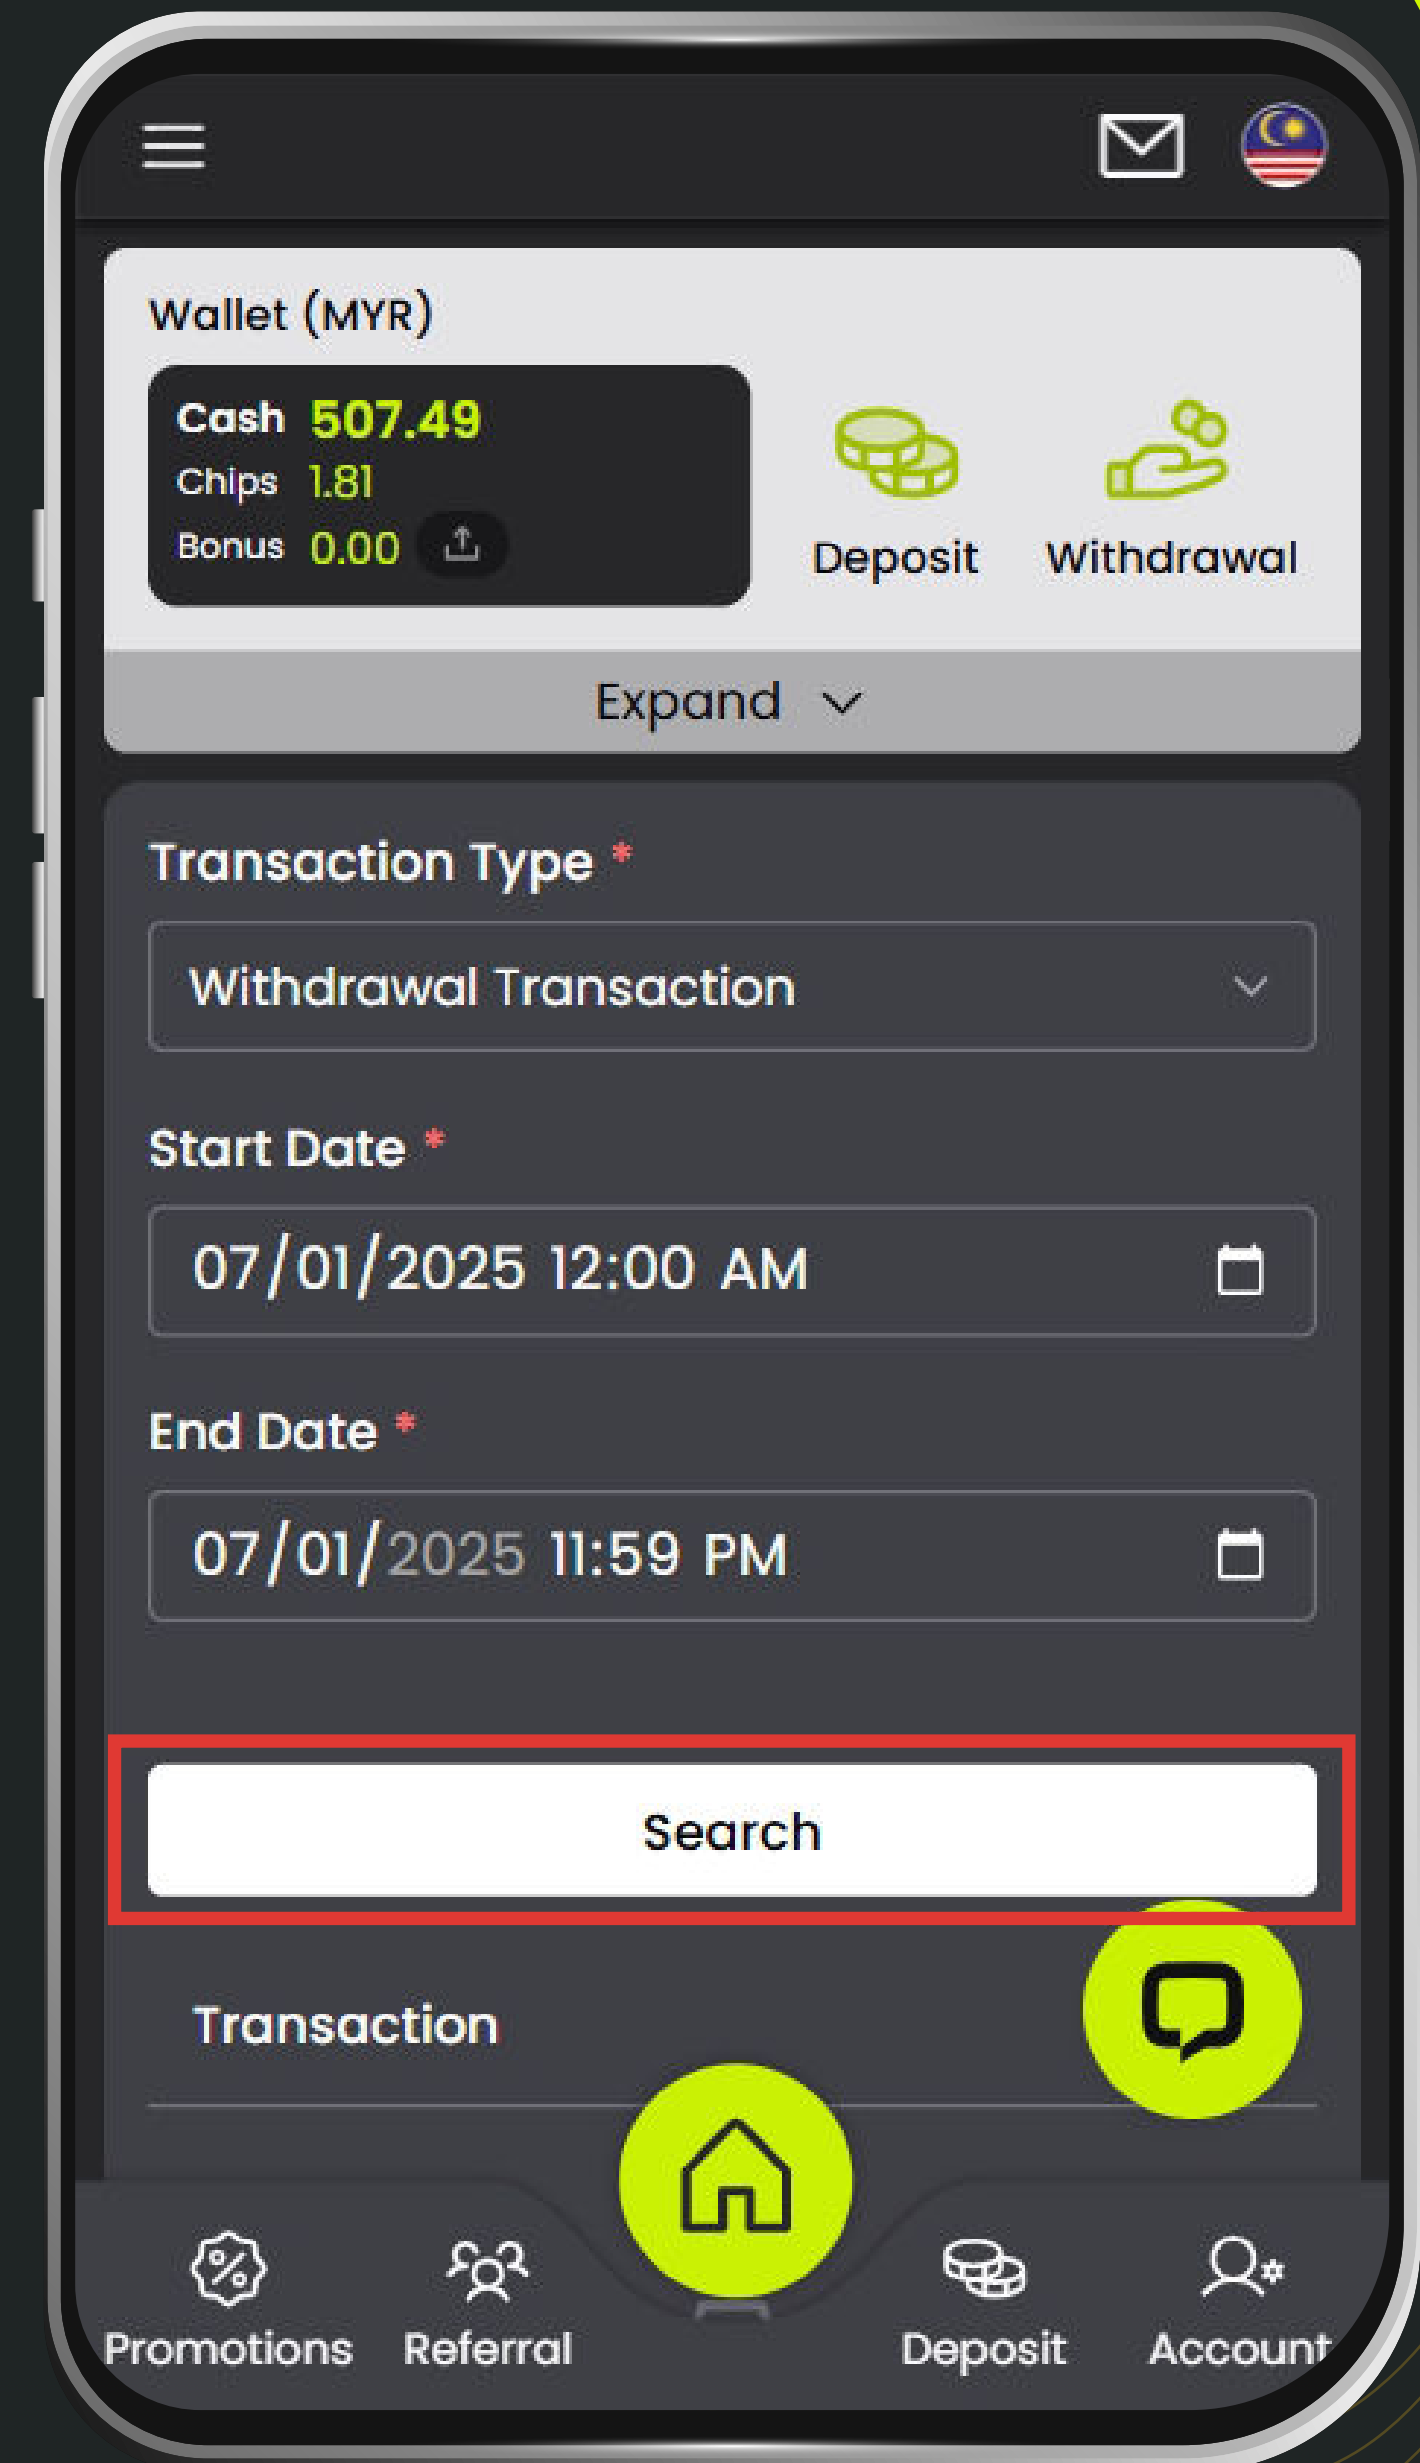 Wallet (MYR)
Cash 507.49
Chips 1.81
Bonus 0.00
Deposit
Withdrawal
Expand
Transaction Type *
Withdrawal Transaction
Start Date *
07/01/2025 12:00 AM
End Date *
07/01/2025 11:59 PM
Search
Transaction
Promotions
Referral
Deposit
Account